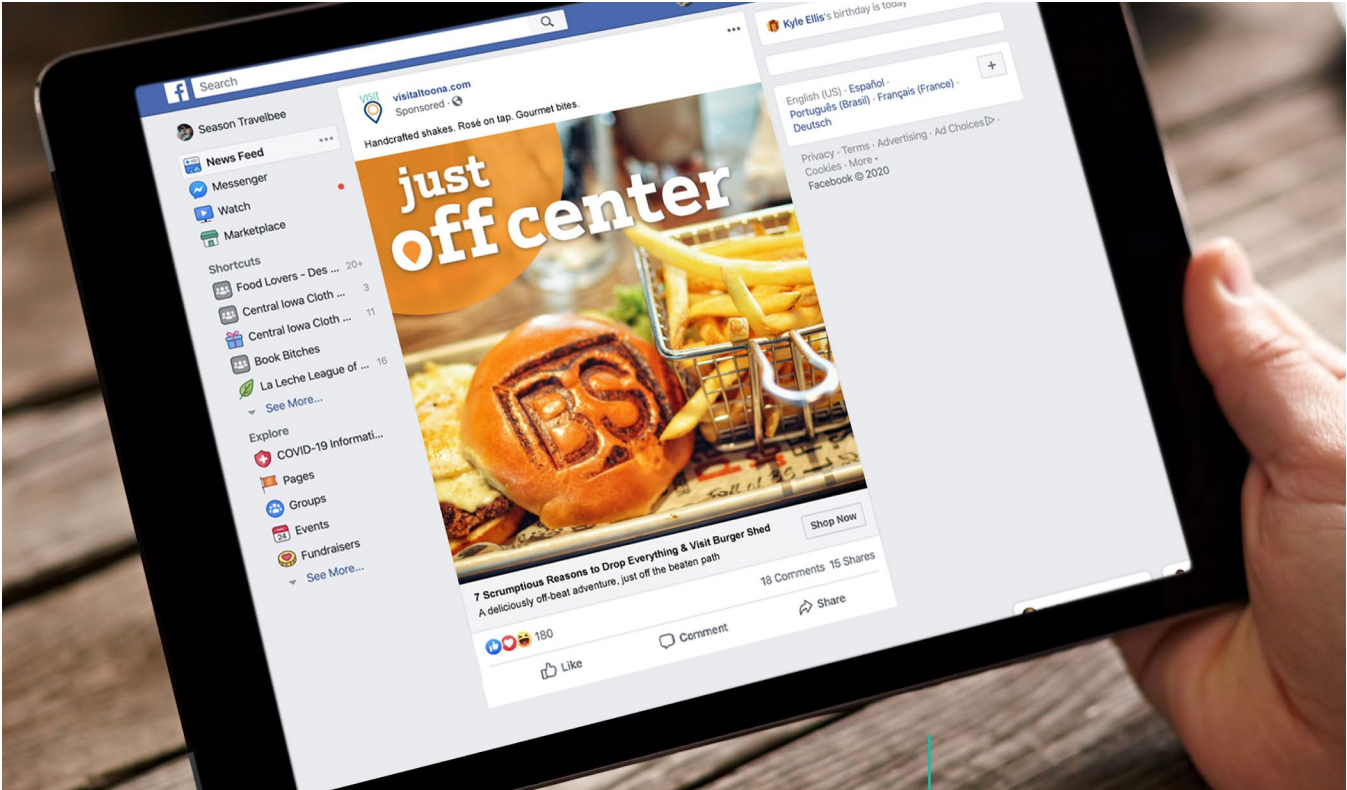 f
Search
Season Travelbee
News Feed
Messenger
Watch
Marketplace
Shortcuts
Food Lovers - Des ... 20+
Central Iowa Cloth ... 3
Central Iowa Cloth ... 11
Book Bitches
La Leche League of ... 16
See More...
Explore
COVID-19 Informati...
Pages
Groups
24
Events
Fundraisers
See More...
VISIT
visitaltoona.com
Sponsored ·
Handcrafted shakes. Rosé on tap. Gourmet bites.
just
off center
BS
7 Scrumptious Reasons to Drop Everything & Visit Burger Shed
A deliciously off-beat adventure, just off the beaten path
Shop Now
180
18 Comments 15 Shares
Like
Comment
Share
Kyle Ellis's birthday is today
English (US) · Español ·
Português (Brasil) · Français (France) ·
Deutsch
+
Privacy · Terms · Advertising · Ad Choices ·
Cookies · More
Facebook © 2020